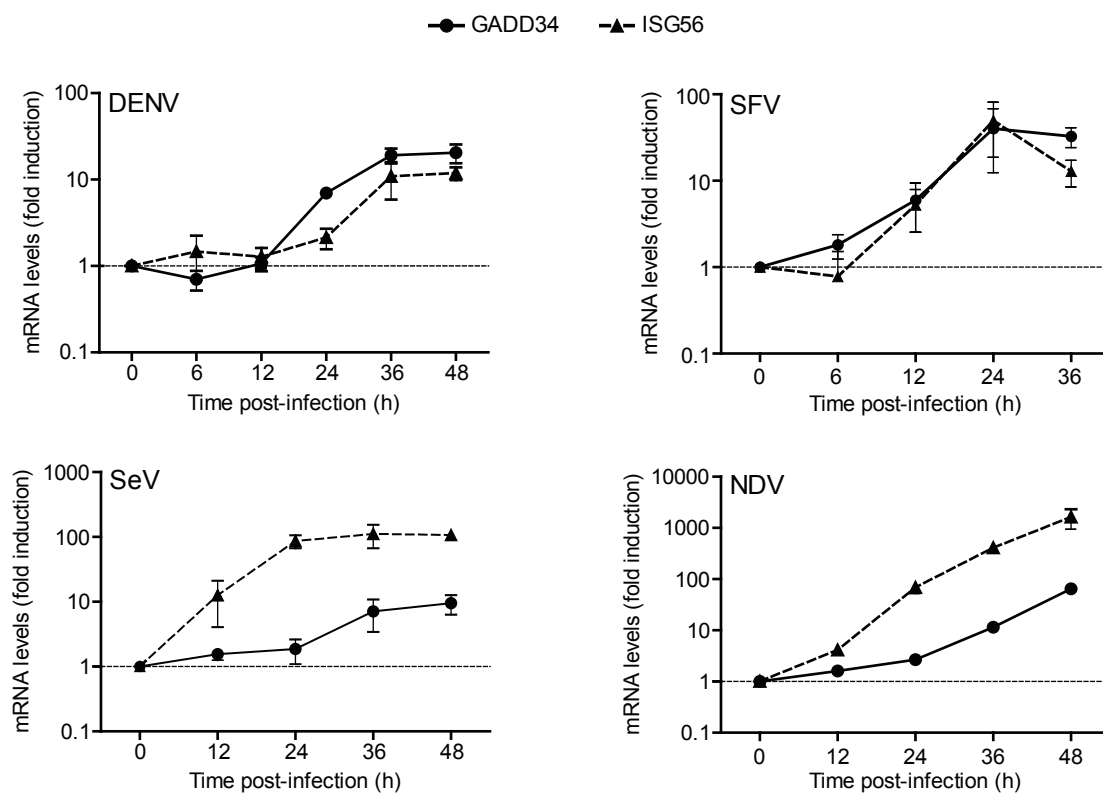 GADD34 ISG56
DENV
mRNA levels (fold induction)
100
10
1
0.1
0 6 12 24 36 48
Time post-infection (h)
SFV
mRNA levels (fold induction)
100
10
1
0.1
0 6 12 24 36
Time post-infection (h)
SeV
mRNA levels (fold induction)
1000
100
10
1
0.1
0 12 24 36 48
Time post-infection (h)
NDV
mRNA levels (fold induction)
10000
1000
100
10
1
0.1
0 12 24 36 48
Time post-infection (h)